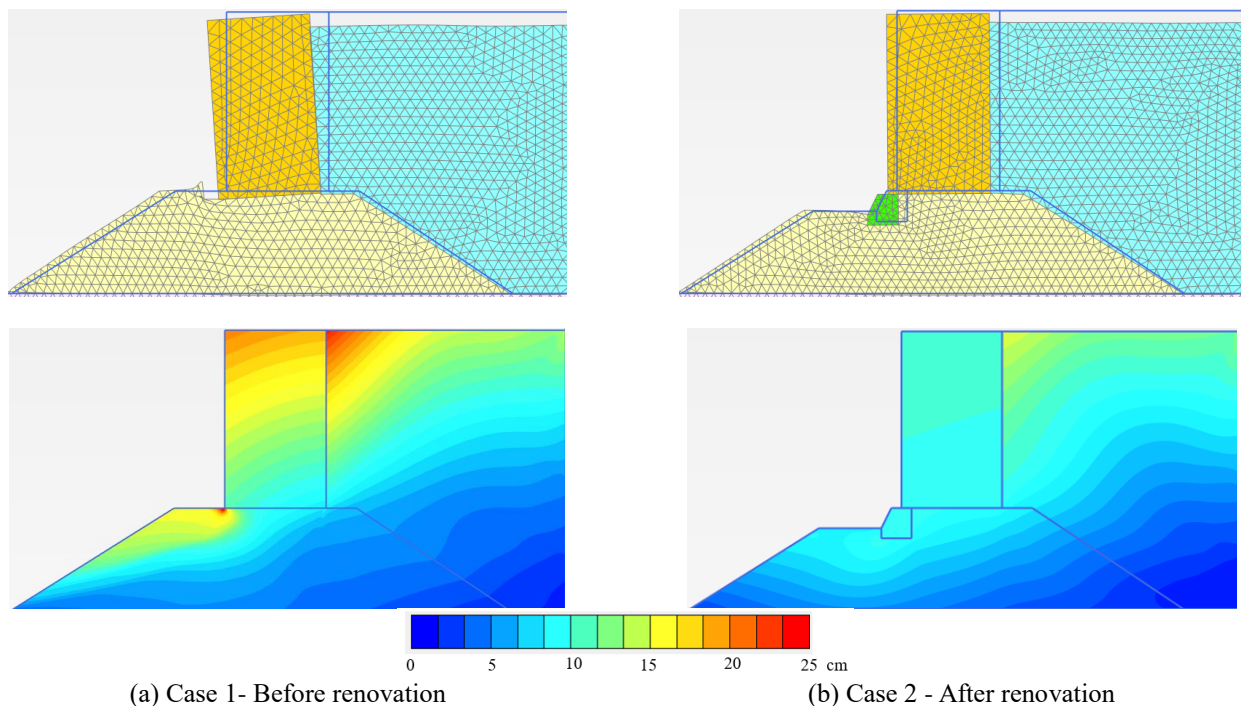 0 5 10 15 20 25 cm
(a) Case 1- Before renovation
(b) Case 2 - After renovation